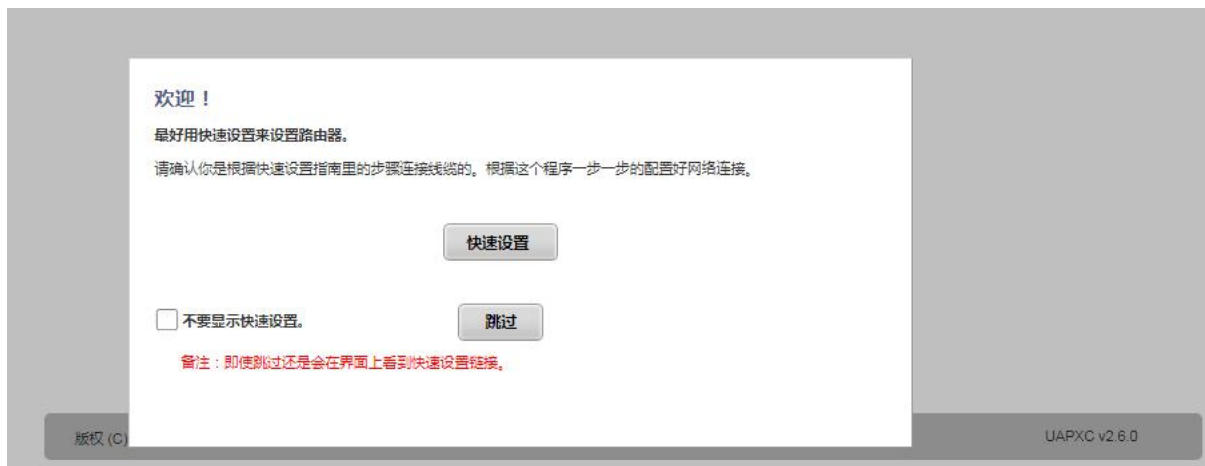 欢迎！
最好用快速设置来设置路由器。
请确认你是根据快速设置指南里的步骤连接线缆的。根据这个程序一步一步的配置好网络连接。
快速设置
不要显示快速设置。
跳过
备注：即使跳过还是会在界面上看到快速设置链接。
版权 (C)
UAPXC v2.6.0